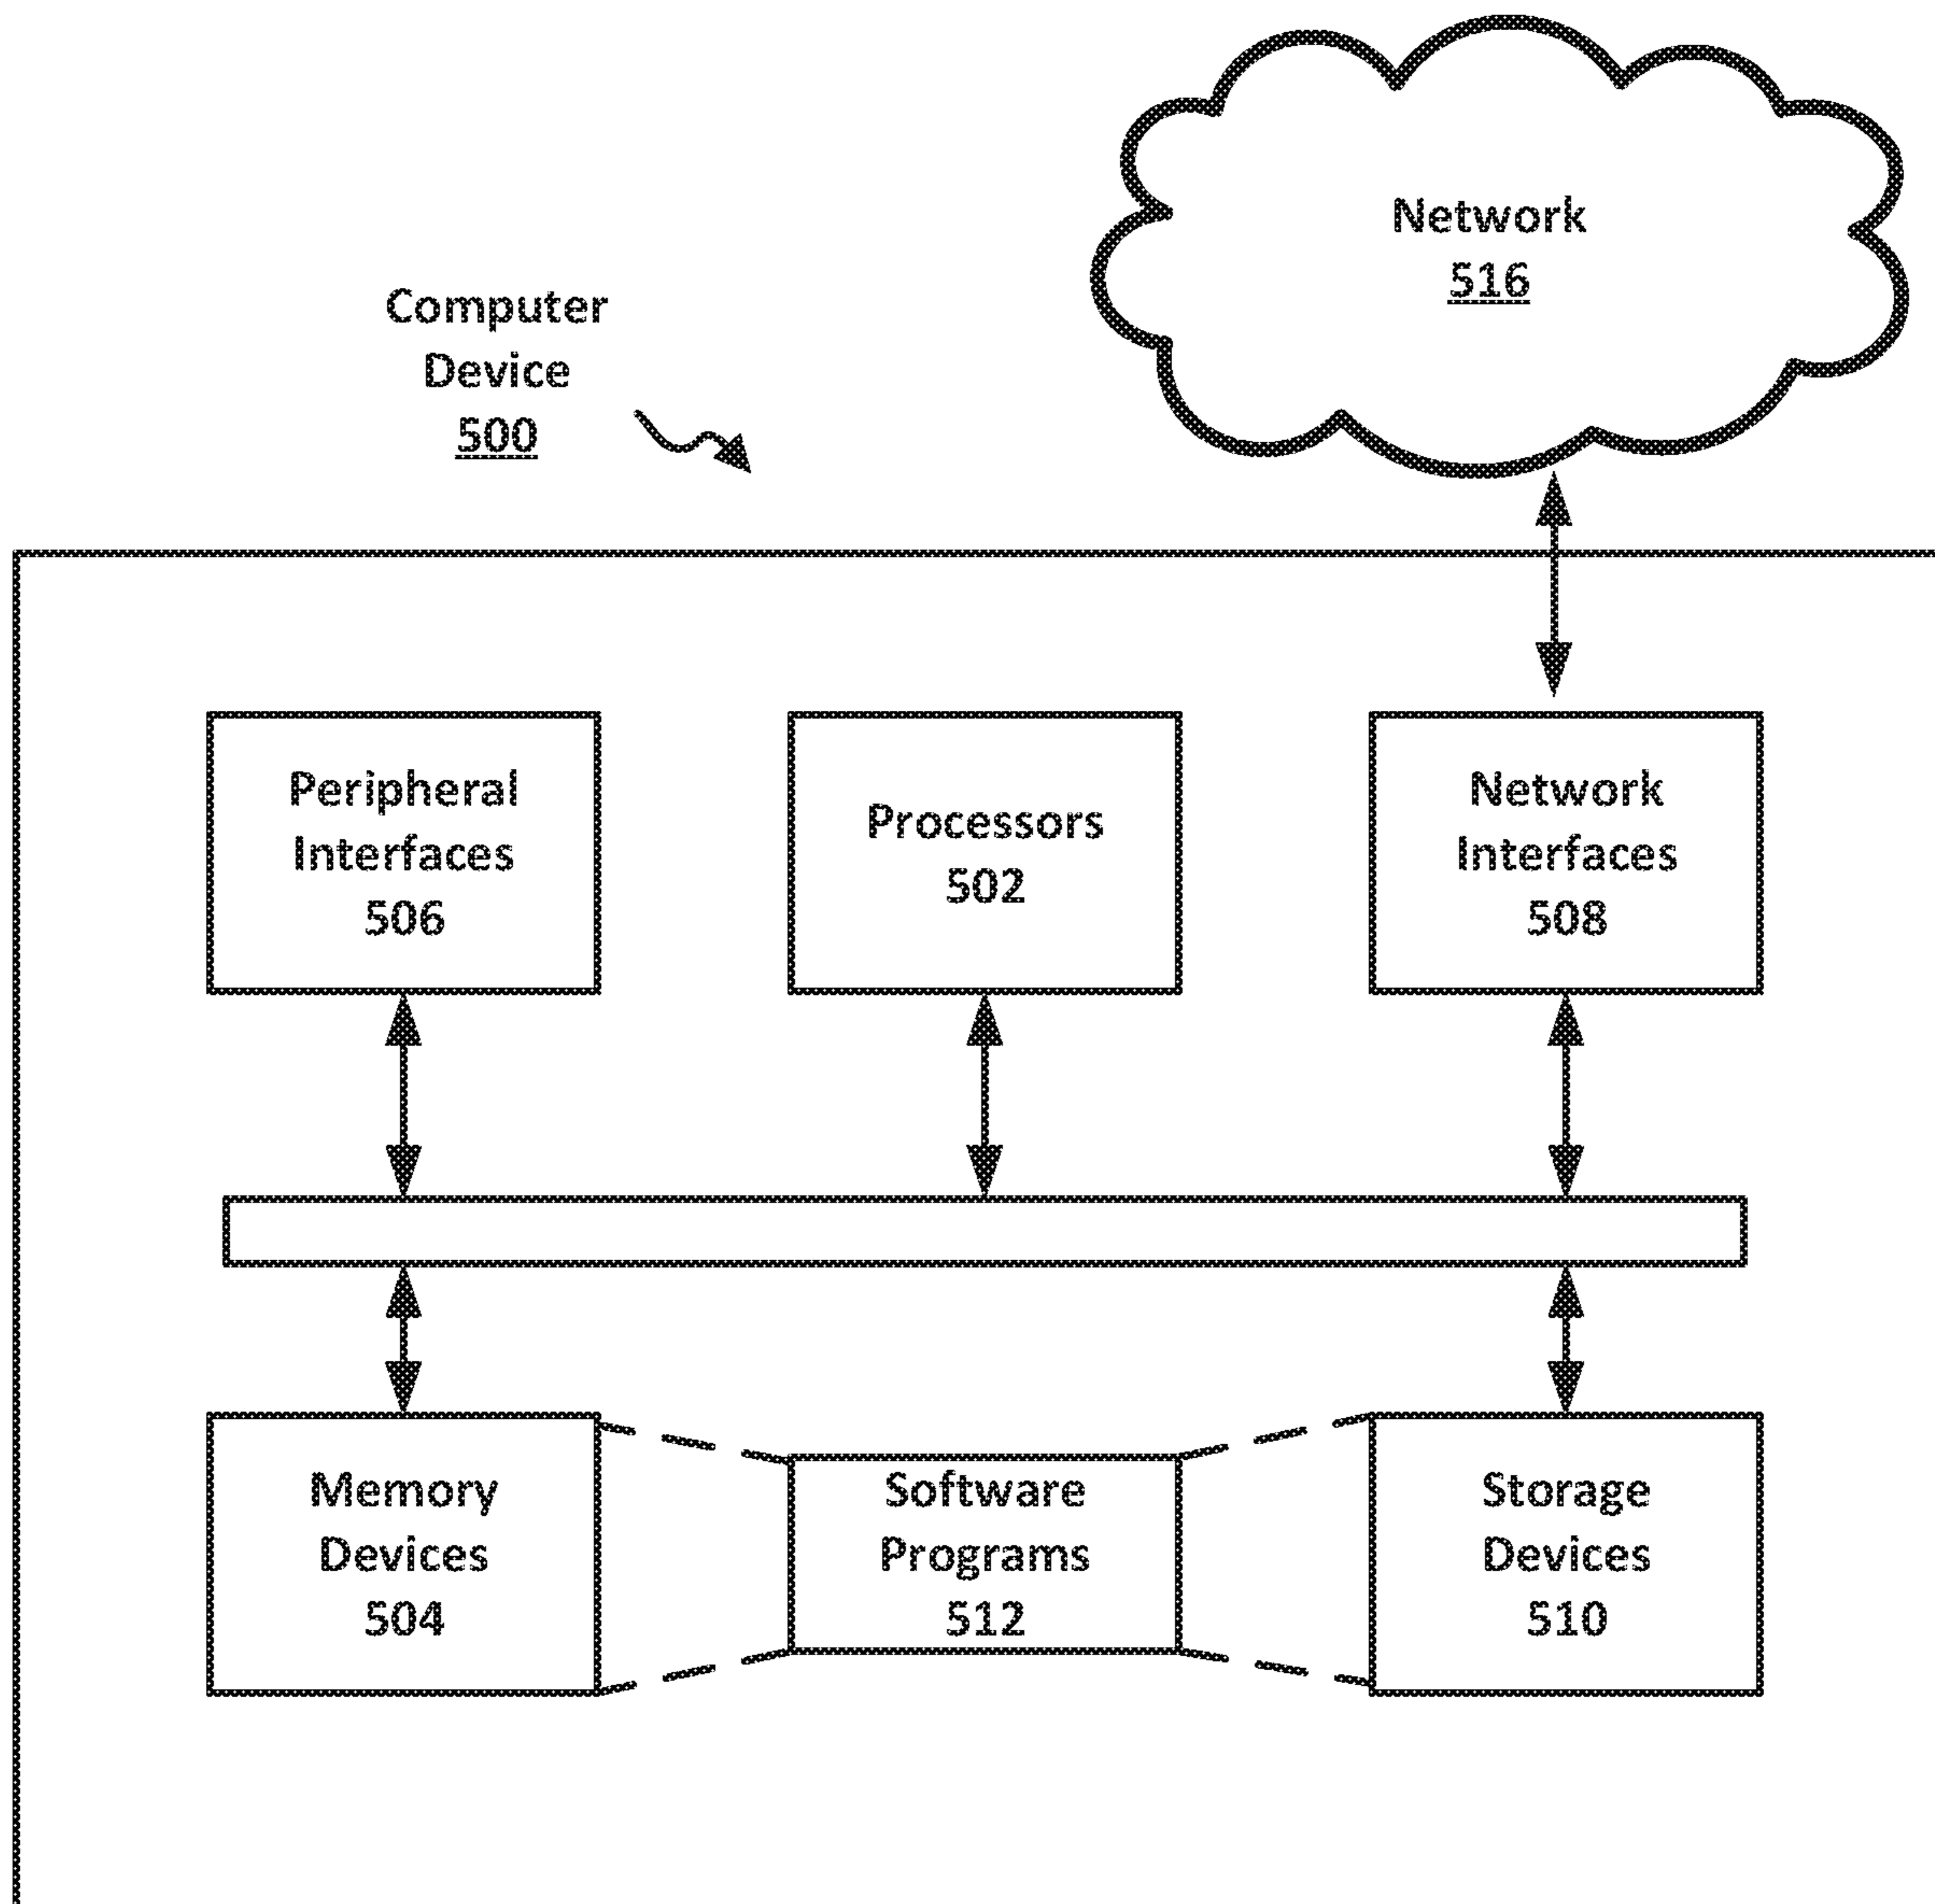 Network
516
Computer
Device
500
Peripheral
Interfaces
506
Processors
502
Network
Interfaces
508
Memory
Devices
504
Software
Programs
512
Storage
Devices
510